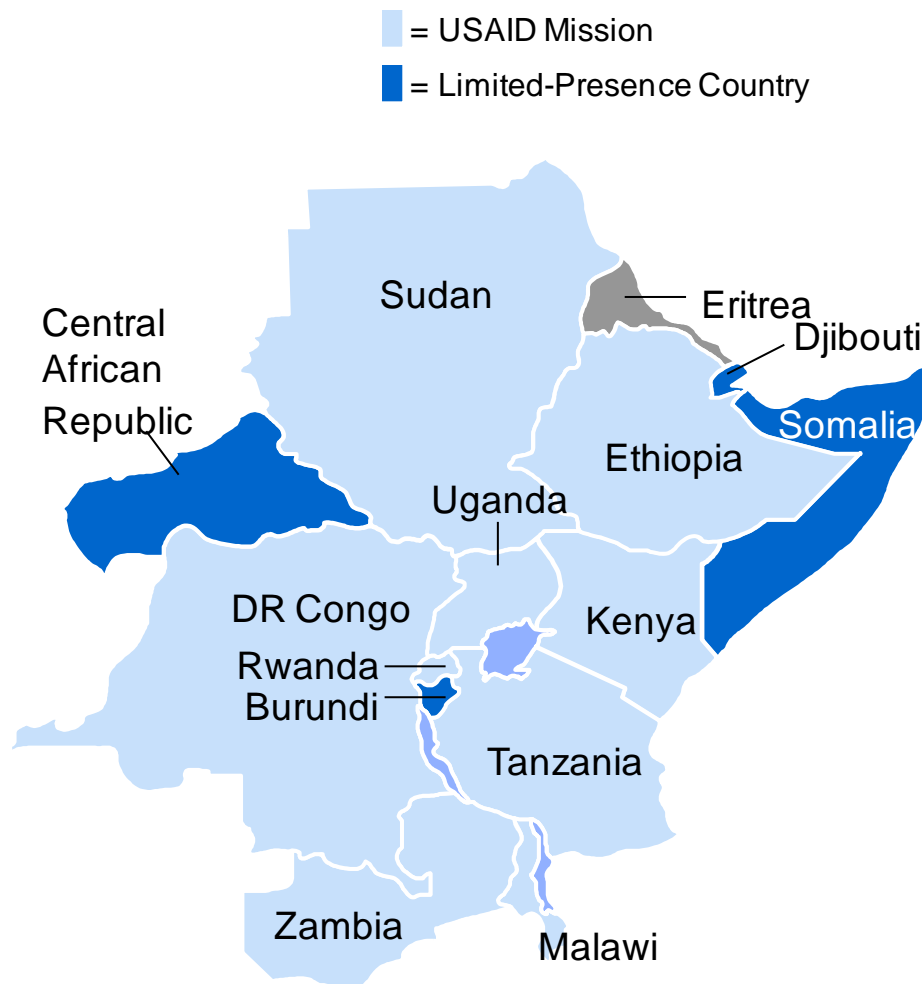 = USAID Mission
= Limited-Presence Country
Sudan
Eritrea
Djibouti
Central
African
Republic
Somalia
Ethiopia
Uganda
DR Congo
Kenya
Rwanda
Burundi
Tanzania
Zambia
Malawi